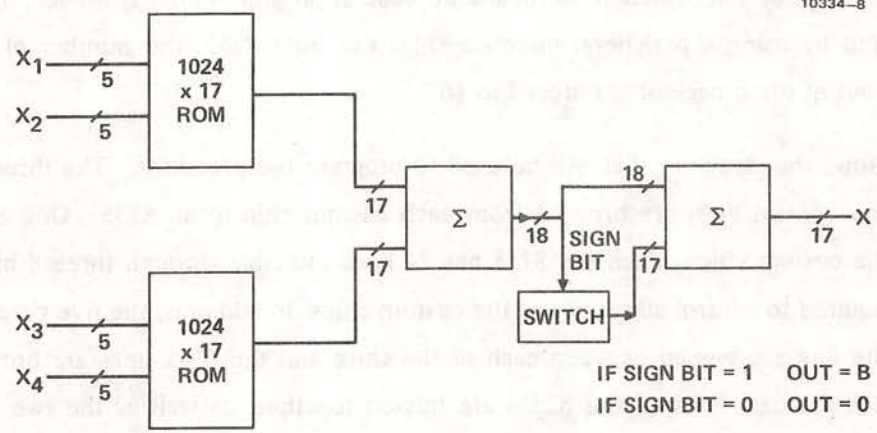 10334-8
X1
5
X2
5
1024
x 17
ROM
17
17
Σ
18
SIGN
BIT
SWITCH
18
17
Σ
17
X
X3
5
X4
5
1024
x 17
ROM
IF SIGN BIT = 1 OUT = B
IF SIGN BIT = 0 OUT = 0